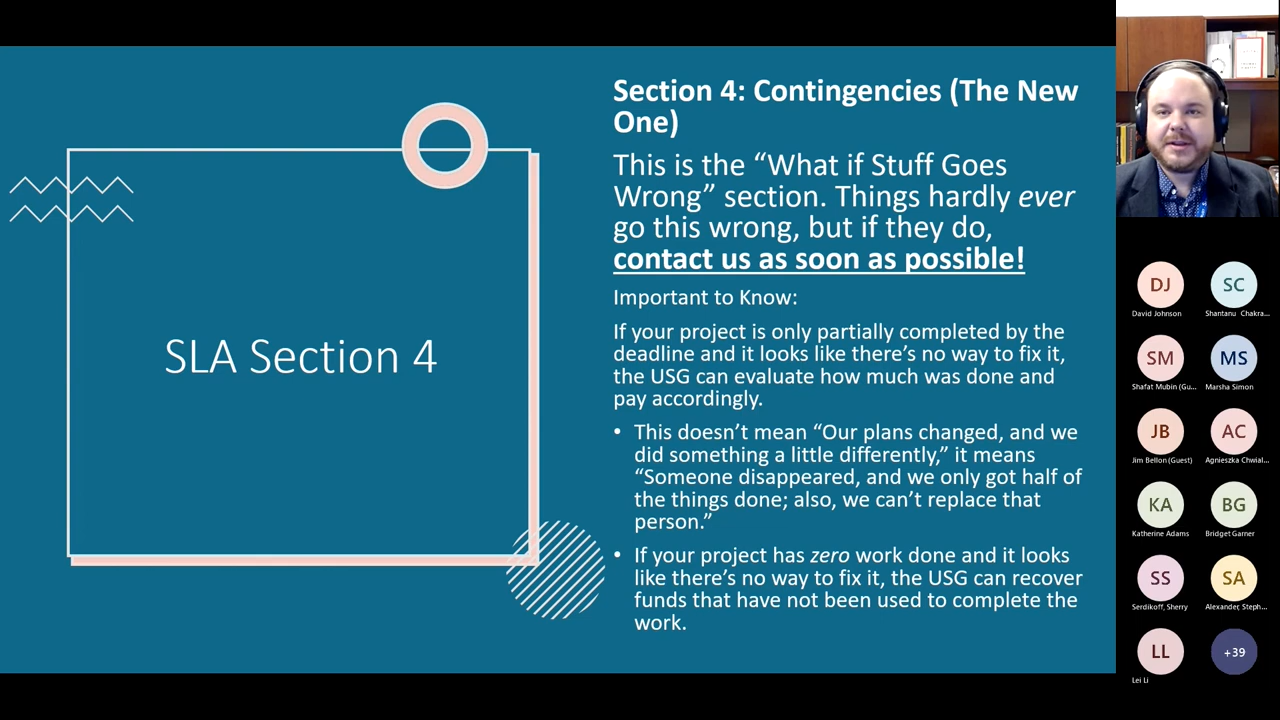 SLA Section 4
Section 4: Contingencies (The New
One)
This is the “What if Stuff Goes
Wrong” section. Things hardly ever
go this wrong, but if they do,
contact us as soon as possible!
Important to Know:
If your project is only partially completed by the
deadline and it looks like there’s no way to fix it,
the USG can evaluate how much was done and
pay accordingly.
• This doesn’t mean “Our plans changed, and we
did something a little differently,” it means
“Someone disappeared, and we only got half of
the things done; also, we can’t replace that
person.”
• If your project has zero work done and it looks
like there’s no way to fix it, the USG can recover
funds that have not been used to complete the
work.
DJ
David Johnson
SC
Shantanu Chakra...
SM
Shafat Mubin (Gu...
MS
Marsha Simon
JB
Jim Bellon (Guest)
AC
Agnieszka Chwial...
KA
Katherine Adams
BG
Bridget Garner
SS
Serdikoff, Sherry
SA
Alexander, Steph...
LL
Lei Li
+39